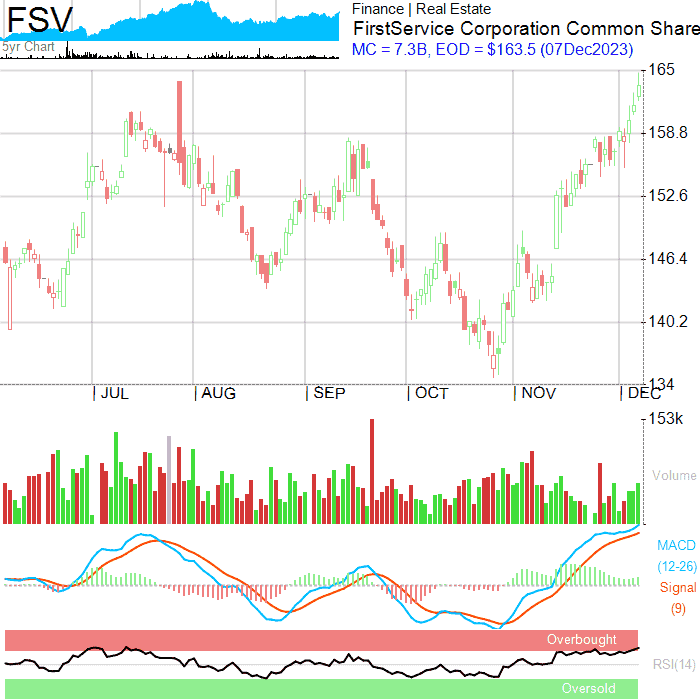 FSV
5yr Chart
Finance | Real Estate
FirstService Corporation Common Share
MC = 7.3B, EOD = $163.5 (07Dec2023)
165
158.8
152.6
146.4
140.2
134
JUL AUG SEP OCT NOV DEC
153k
Volume
MACD
(12-26)
Signal
(9)
Overbought
RSI(14)
Oversold